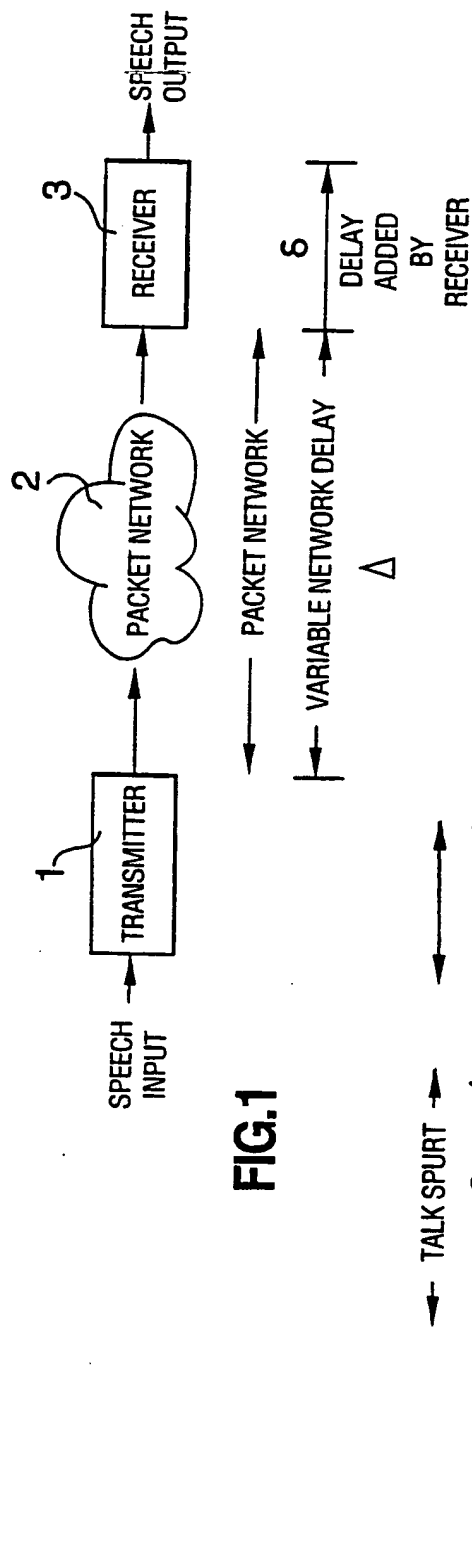 SPEECH
INPUT
1
TRANSMITTER
2
PACKET NETWORK
3
RECEIVER
SPEECH
OUTPUT
PACKET NETWORK
VARIABLE NETWORK DELAY
Δ
δ
DELAY
ADDED
BY
RECEIVER
FIG.1
TALK SPURT